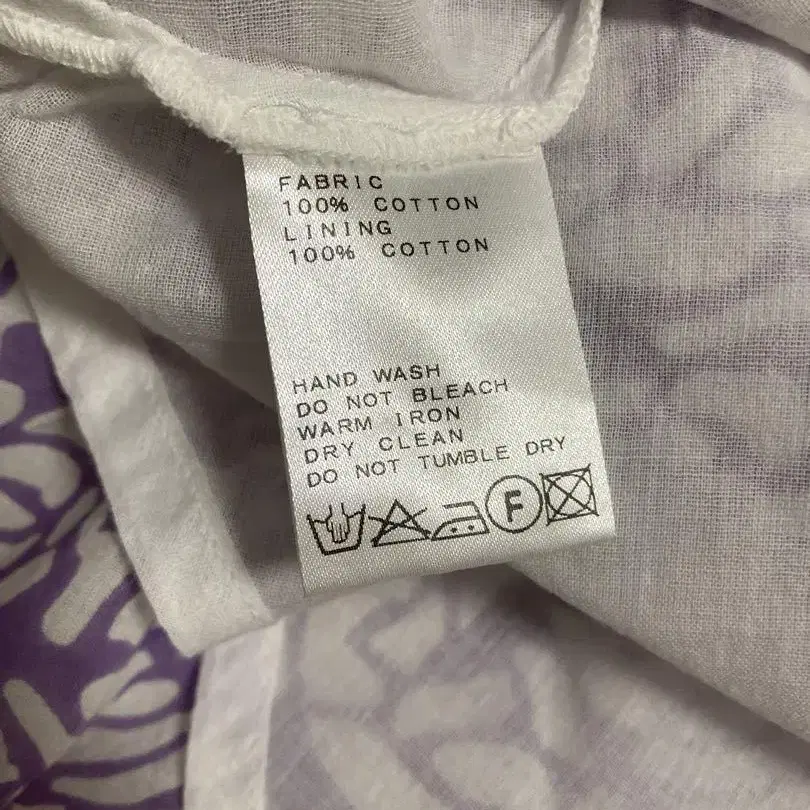 FABRIC
100% COTTON
LINING
100% COTTON
HAND WASH
DO NOT BLEACH
WARM IRON
DRY CLEAN
DO NOT TUMBLE DRY
F